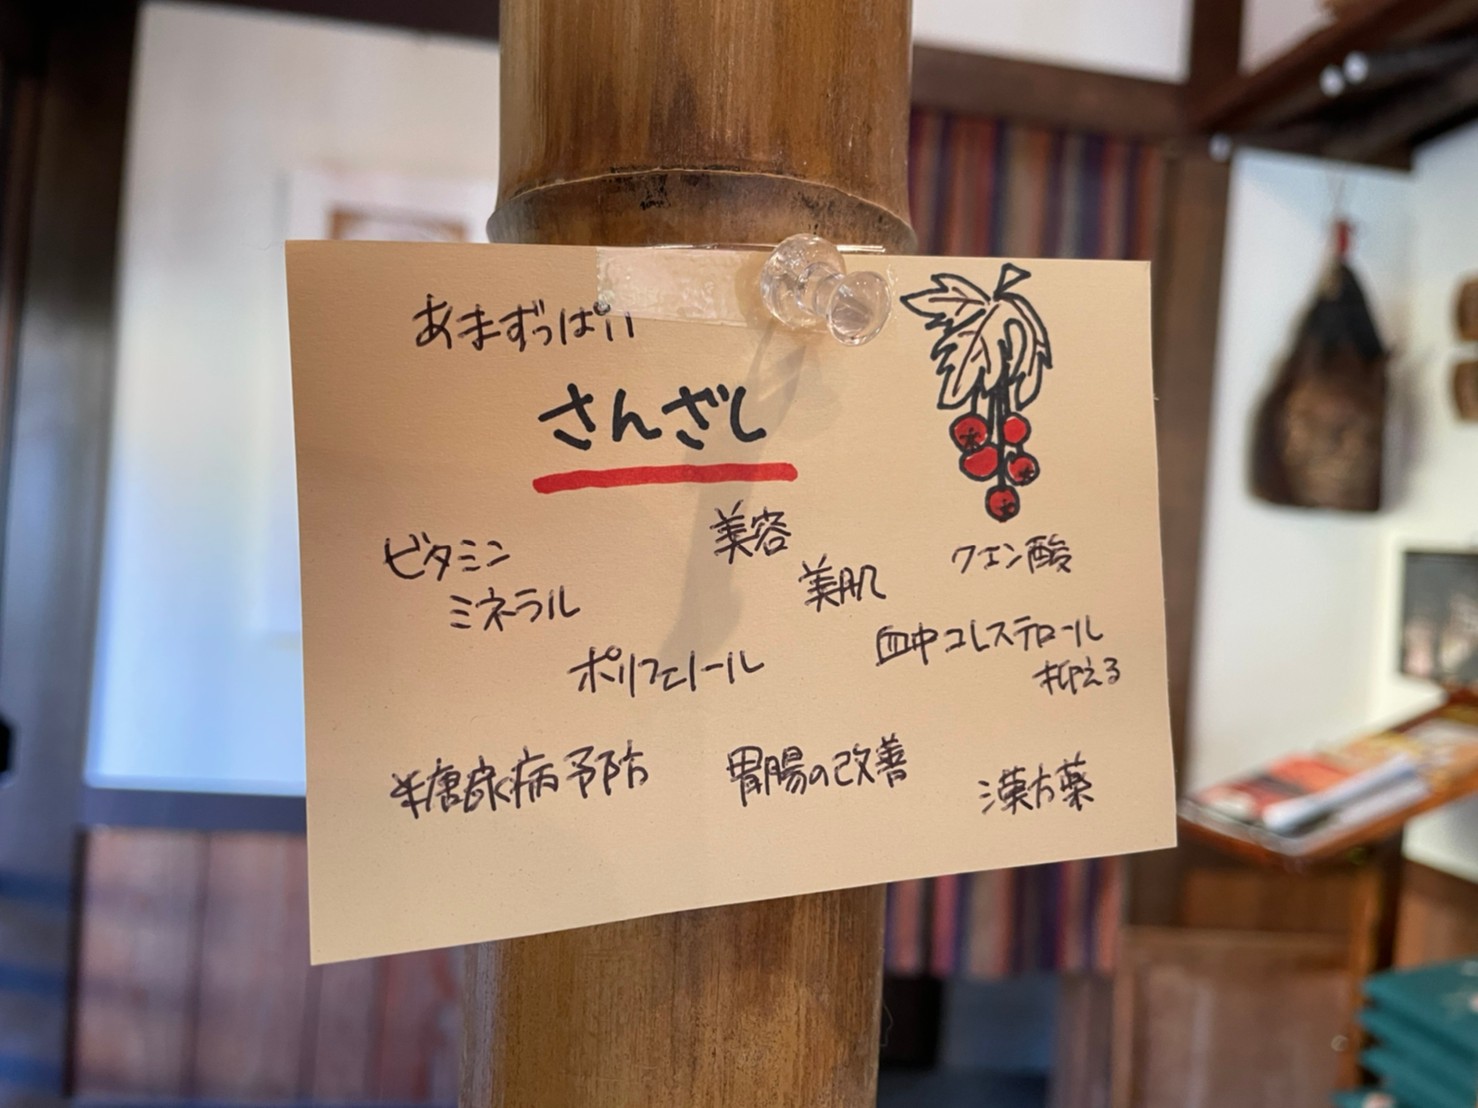 あまずっぱい
さんざし
美容
クエン酸
ビタミン
美肌
ミネラル
血中コレステロール
抑える
ポリフェノール
糖尿病予防
胃腸の改善
漢方薬